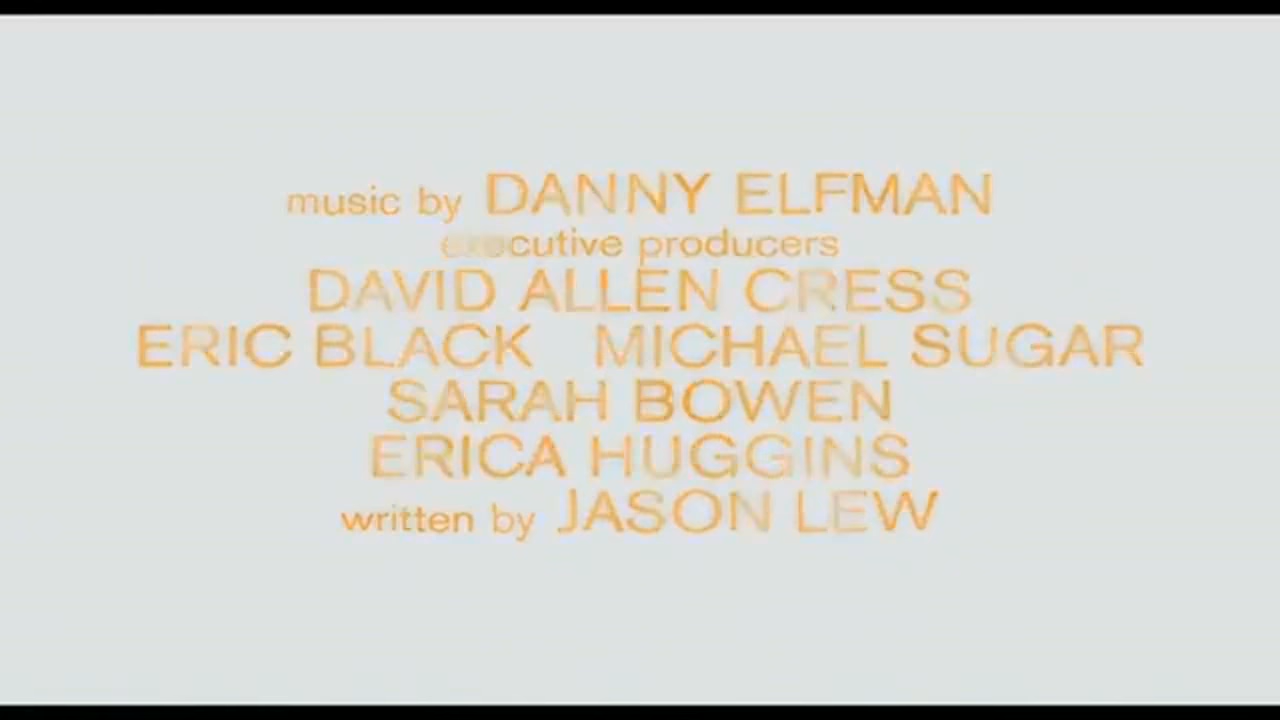 music by DANNY ELFMAN
executive producers
DAVID ALLEN CRESS
ERIC BLACK MICHAEL SUGAR
SARAH BOWEN
ERICA HUGGINS
written by JASON LEW